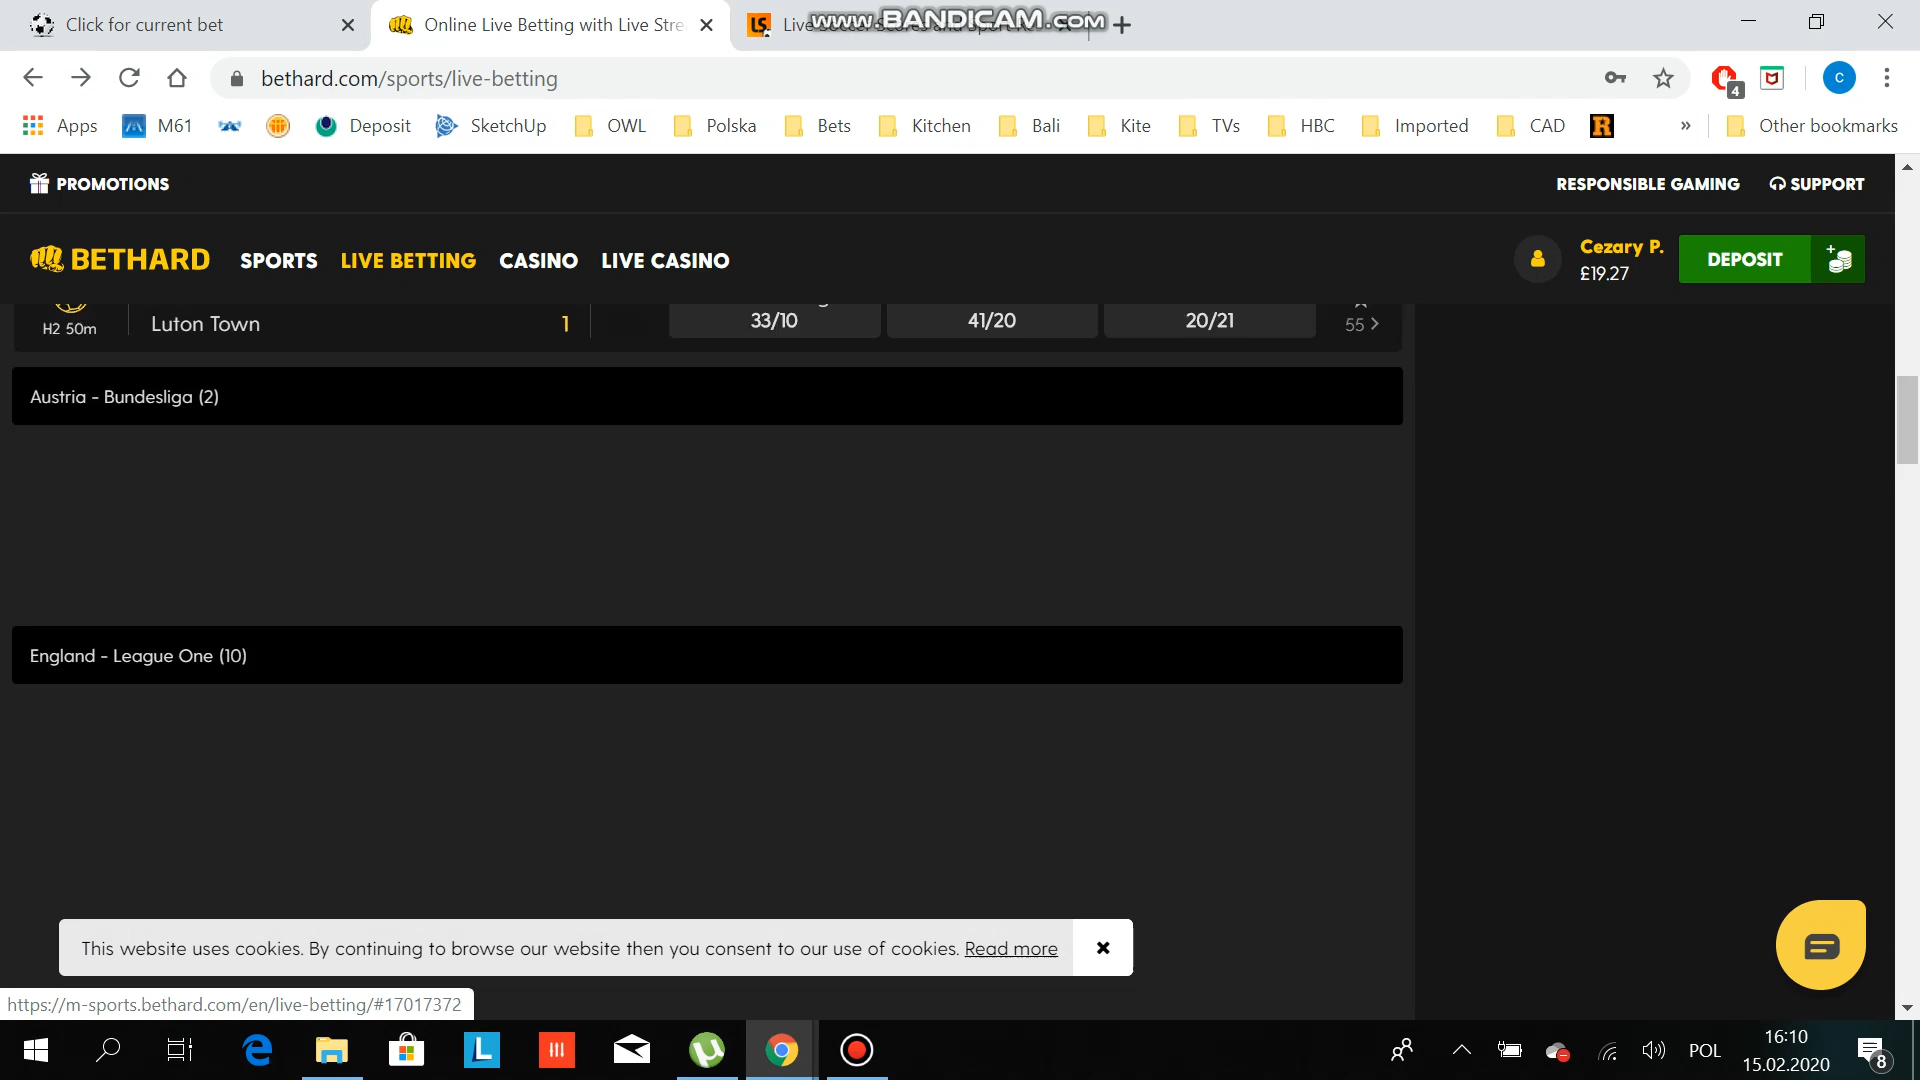 Click for current bet
Online Live Betting with Live Stre
www.BANDICAM.com
bethard.com/sports/live-betting
4
C
Apps
M61
Deposit
SketchUp
OWL
Polska
Bets
Kitchen
Bali
Kite
TVs
HBC
Imported
CAD
R
»
Other bookmarks
PROMOTIONS
RESPONSIBLE GAMING
SUPPORT
BETHARD
SPORTS
LIVE BETTING
CASINO
LIVE CASINO
Cezary P.
£19.27
DEPOSIT
H2 50m
Luton Town
1
33/10
41/20
20/21
55 >
Austria - Bundesliga (2)
England - League One (10)
This website uses cookies. By continuing to browse our website then you consent to our use of cookies. Read more
https://m-sports.bethard.com/en/live-betting/#17017372
POL
16:10
15.02.2020
8